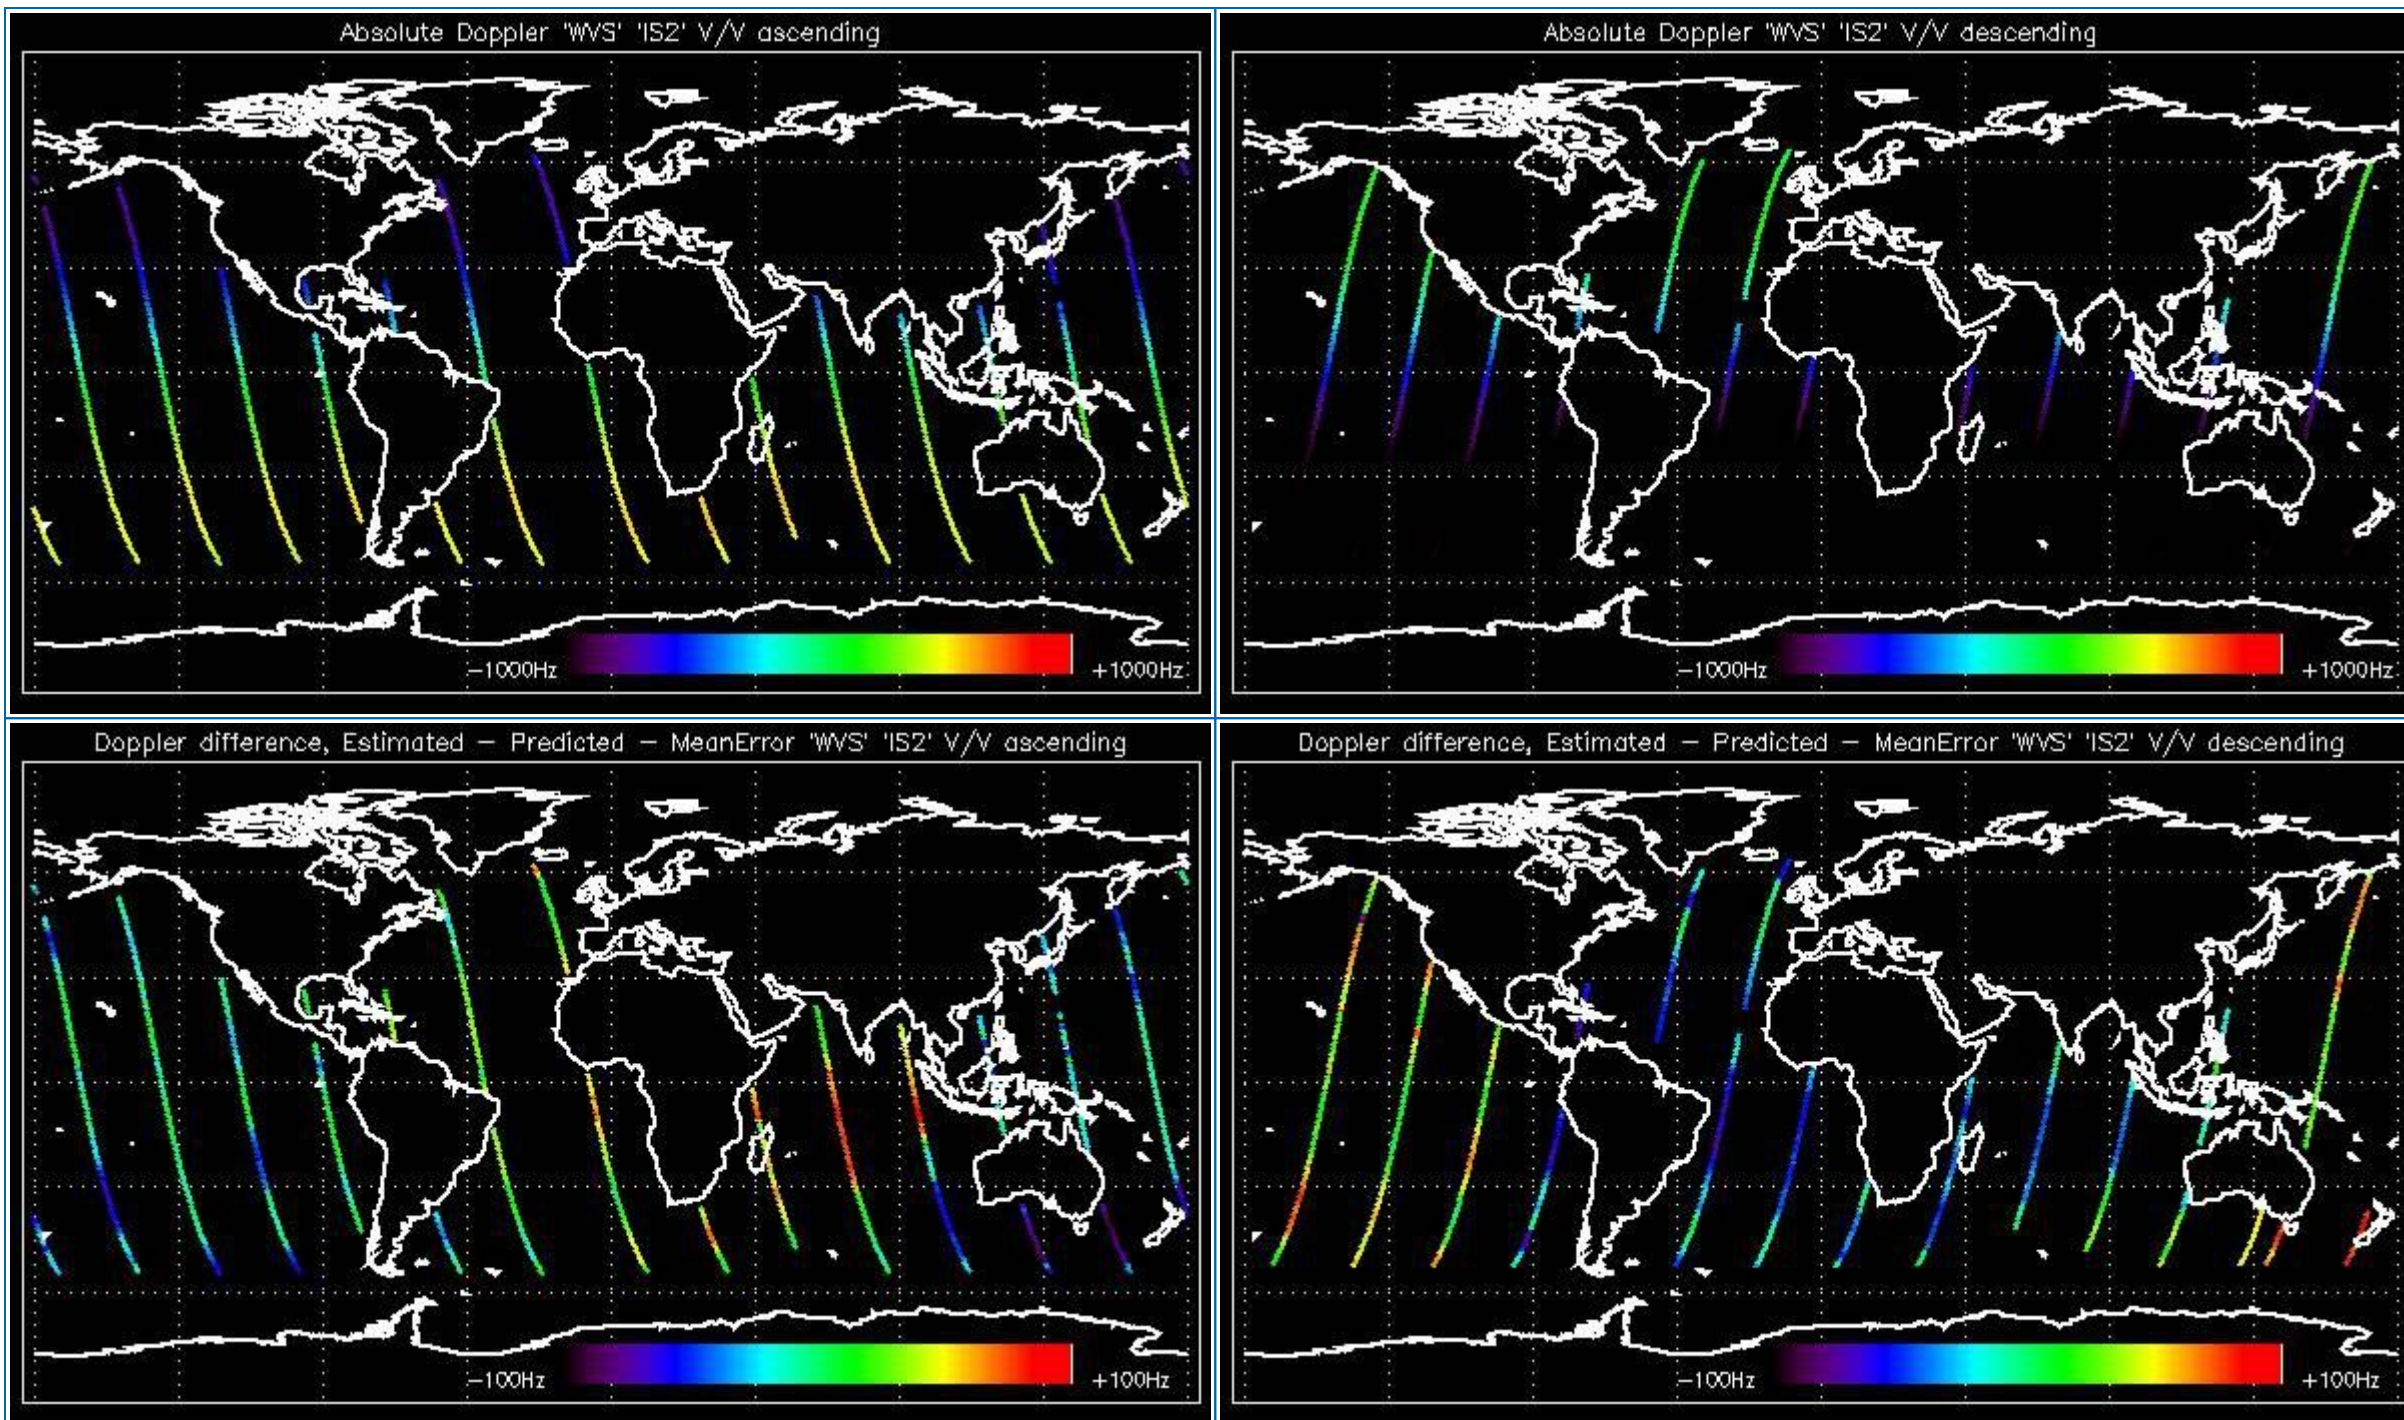 Absolute Doppler 'WVS' 'IS2' V/V ascending
-1000Hz
+1000Hz
Absolute Doppler 'WVS' 'IS2' V/V descending
-1000Hz
+1000Hz
Doppler difference, Estimated - Predicted - MeanError 'WVS' 'IS2' V/V ascending
-100Hz
+100Hz
Doppler difference, Estimated - Predicted - MeanError 'WVS' 'IS2' V/V descending
-100Hz
+100Hz